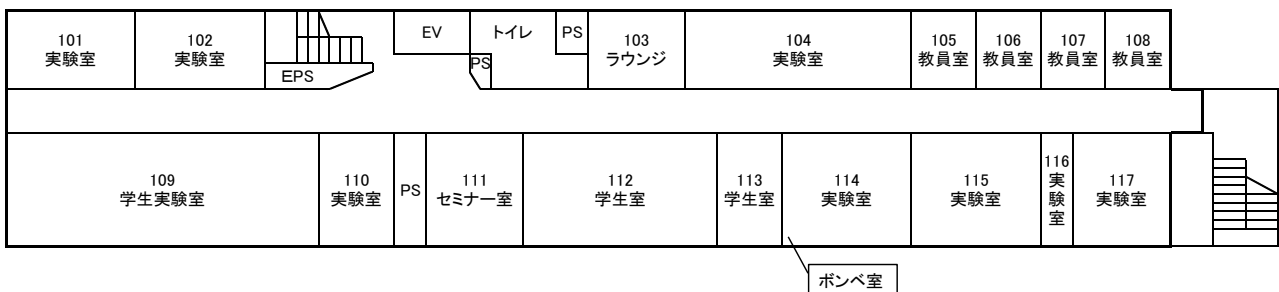 101
実験室
102
実験室
EPS
EV
トイレ
PS
PS
103
ラウンジ
104
実験室
105
教員室
106
教員室
107
教員室
108
教員室
109
学生実験室
110
実験室
PS
111
セミナー室
112
学生室
113
学生室
114
実験室
115
実験室
116
実
験
室
117
実験室
ボンベ室